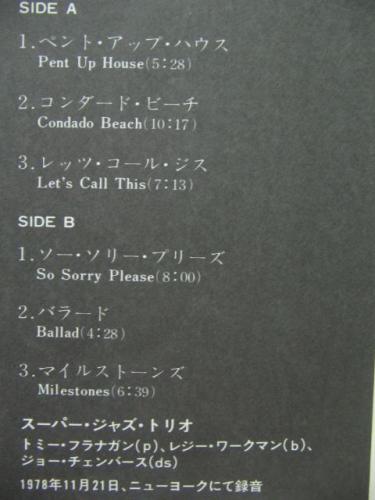 SIDE A
1.ペント・アップ・ハウス
Pent Up House(5:28)
2.コンダード・ビーチ
Condado Beach(10:17)
3.レッツ・コール・ジス
Let's Call This(7:13)
SIDE B
1.ソー・ソリー・プリーズ
So Sorry Please(8:00)
2.バラード
Ballad(4:28)
3.マイルストーンズ
Milestones(6:39)
スーパー・ジャズ・トリオ
トミー・フラナガン(p)、レジー・ワークマン(b)、
ジョー・チェンバース(ds)
1978年11月21日、ニューヨークにて録音